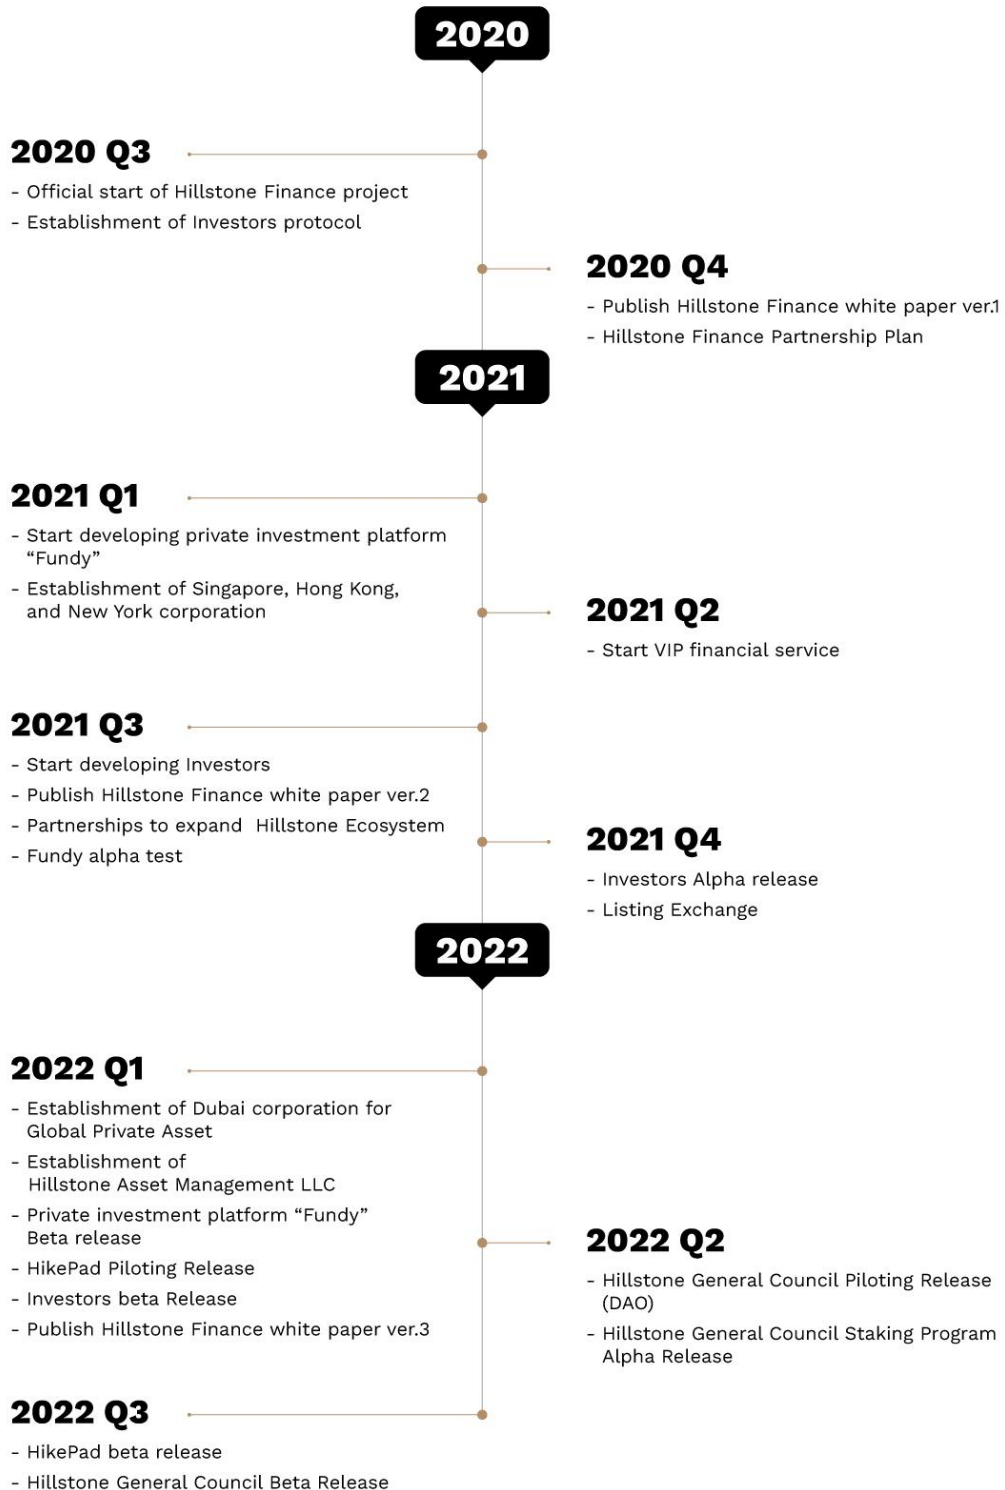 2020
2020 Q3
- Official start of Hillstone Finance project
- Establishment of Investors protocol
2020 Q4
- Publish Hillstone Finance white paper ver.1
- Hillstone Finance Partnership Plan
2021
2021 Q1
- Start developing private investment platform
“Fundy”
- Establishment of Singapore, Hong Kong,
and New York corporation
2021 Q2
- Start VIP financial service
2021 Q3
- Start developing Investors
- Publish Hillstone Finance white paper ver.2
- Partnerships to expand  Hillstone Ecosystem
- Fundy alpha test
2021 Q4
- Investors Alpha release
- Listing Exchange
2022
2022 Q1
- Establishment of Dubai corporation for
Global Private Asset
- Establishment of
Hillstone Asset Management LLC
- Private investment platform “Fundy”
Beta release
- HikePad Piloting Release
- Investors beta Release
- Publish Hillstone Finance white paper ver.3
2022 Q2
- Hillstone General Council Piloting Release
(DAO)
- Hillstone General Council Staking Program
Alpha Release
2022 Q3
- HikePad beta release
- Hillstone General Council Beta Release